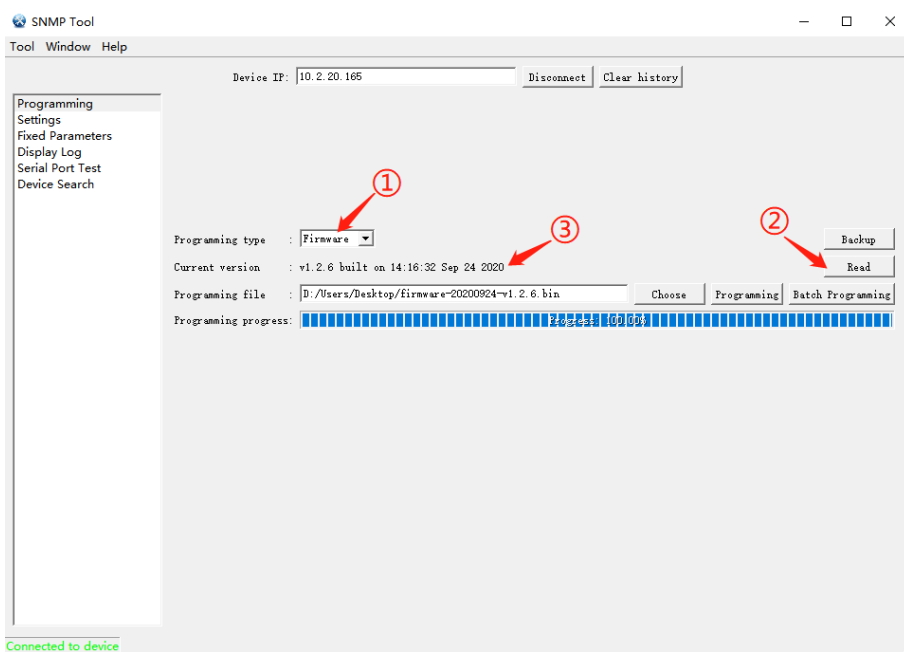 SNMP Tool
Tool Window Help
Device IP: 10.2.20.165 Disconnect Clear history
Programming
Settings
Fixed Parameters
Display Log
Serial Port Test
Device Search
①
②
③
Programming type : Firmware Backup
Current version : v1.2.6 built on 14:16:32 Sep 24 2020 Read
Programming file : D:/Users/Desktop/firmware-20200924-v1.2.6.bin Choose Programming Batch Programming
Programming progress: Progress: 100.00%
Connected to device